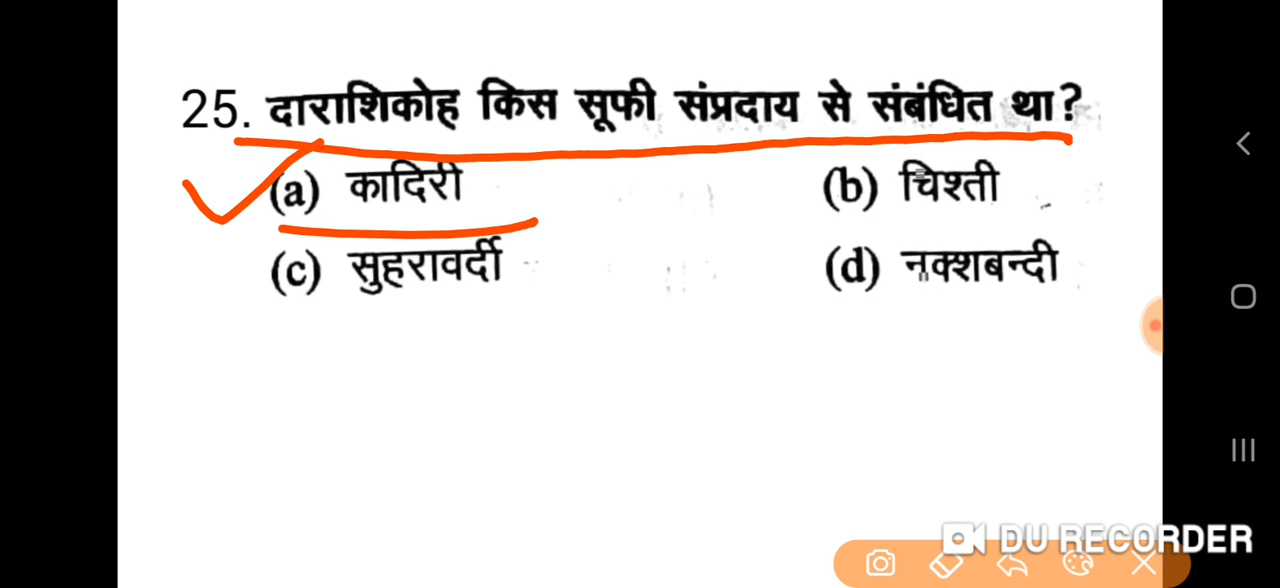 25. दाराशिकोह किस सूफी संप्रदाय से संबंधित था?
(a) कादिरी (b) चिश्ती
(c) सुहरावर्दी (d) नक्शबन्दी
DU RECORDER